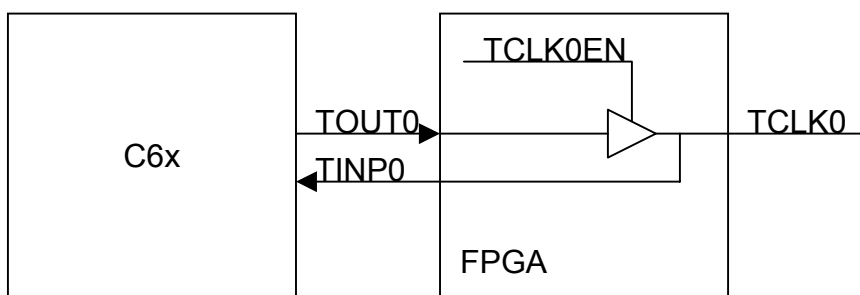 TCLK0EN
TOUT0
TCLK0
C6x
TINP0
FPGA